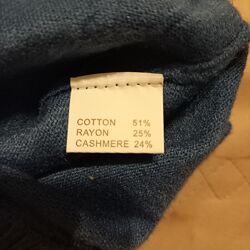 COTTON 51%
RAYON 25%
CASHMERE 24%